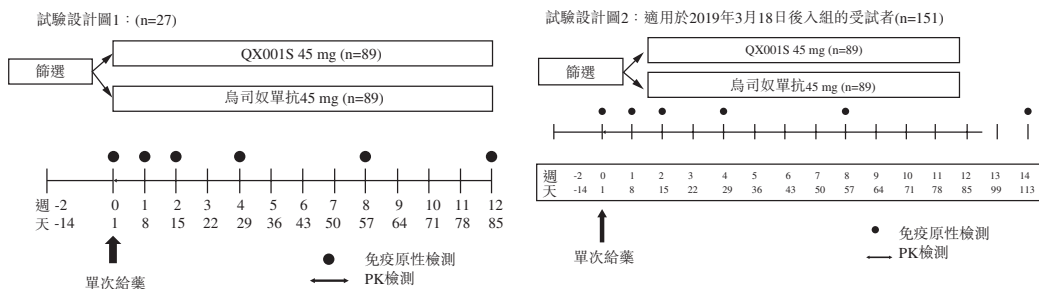 試驗設計圖1：(n=27)
QX001S 45 mg (n=89)
篩選
烏司奴單抗45 mg (n=89)
週 -2 0 1 2 3 4 5 6 7 8 9 10 11 12
天 -14 1 8 15 22 29 36 43 50 57 64 71 78 85
單次給藥
免疫原性檢測
PK檢測
試驗設計圖2：適用於2019年3月18日後入組的受試者(n=151)
QX001S 45 mg (n=89)
篩選
烏司奴單抗45 mg (n=89)
週 -2 0 1 2 3 4 5 6 7 8 9 10 11 12 13 14
天 -14 1 8 15 22 29 36 43 50 57 64 71 78 85 99 113
單次給藥
免疫原性檢測
PK檢測